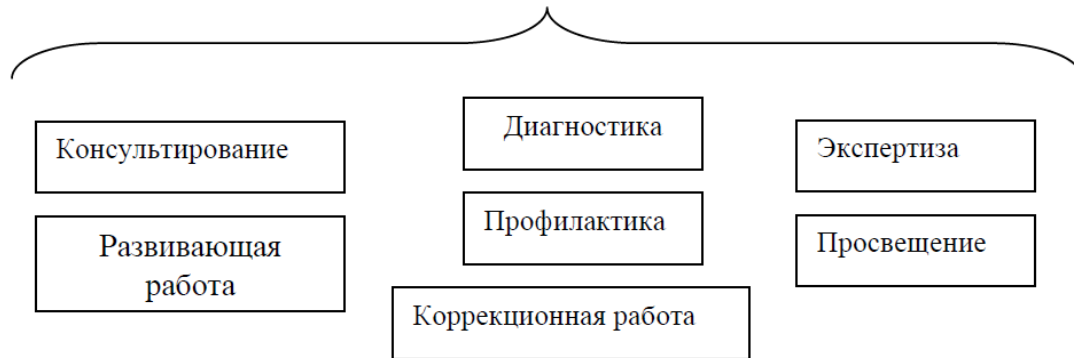 Консультирование
Развивающая
работа
Диагностика
Профилактика
Коррекционная работа
Экспертиза
Просвещение